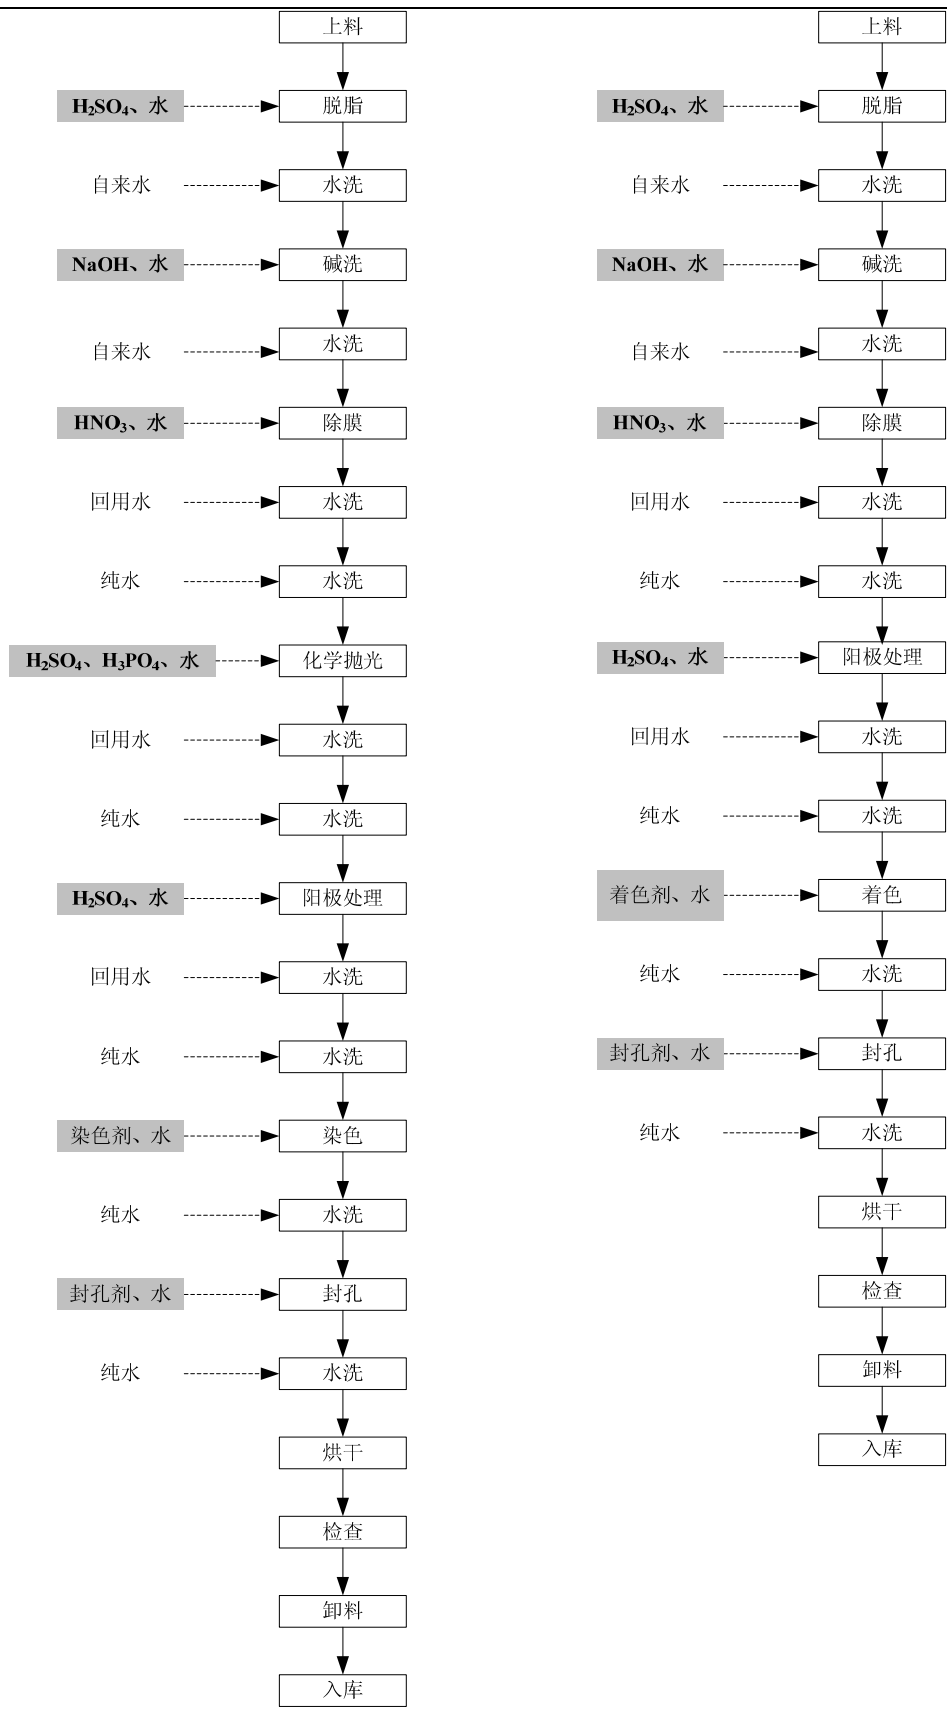 上料
H₂SO₄、水
脱脂
自来水
水洗
NaOH、水
碱洗
自来水
水洗
HNO₃、水
除膜
回用水
水洗
纯水
水洗
H₂SO₄、H₃PO₄、水
化学抛光
回用水
水洗
纯水
水洗
H₂SO₄、水
阳极处理
回用水
水洗
纯水
水洗
染色剂、水
染色
纯水
水洗
封孔剂、水
封孔
纯水
水洗
烘干
检查
卸料
入库
上料
H₂SO₄、水
脱脂
自来水
水洗
NaOH、水
碱洗
自来水
水洗
HNO₃、水
除膜
回用水
水洗
纯水
水洗
H₂SO₄、水
阳极处理
回用水
水洗
纯水
水洗
着色剂、水
着色
纯水
水洗
封孔剂、水
封孔
纯水
水洗
烘干
检查
卸料
入库